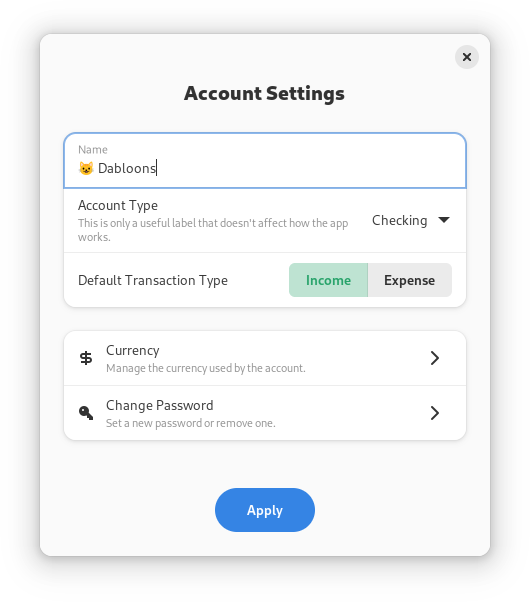 Account Settings
Name
😺 Dabloons
Account Type
This is only a useful label that doesn't affect how the app
works.
Checking
Default Transaction Type
Income
Expense
Currency
Manage the currency used by the account.
Change Password
Set a new password or remove one.
Apply